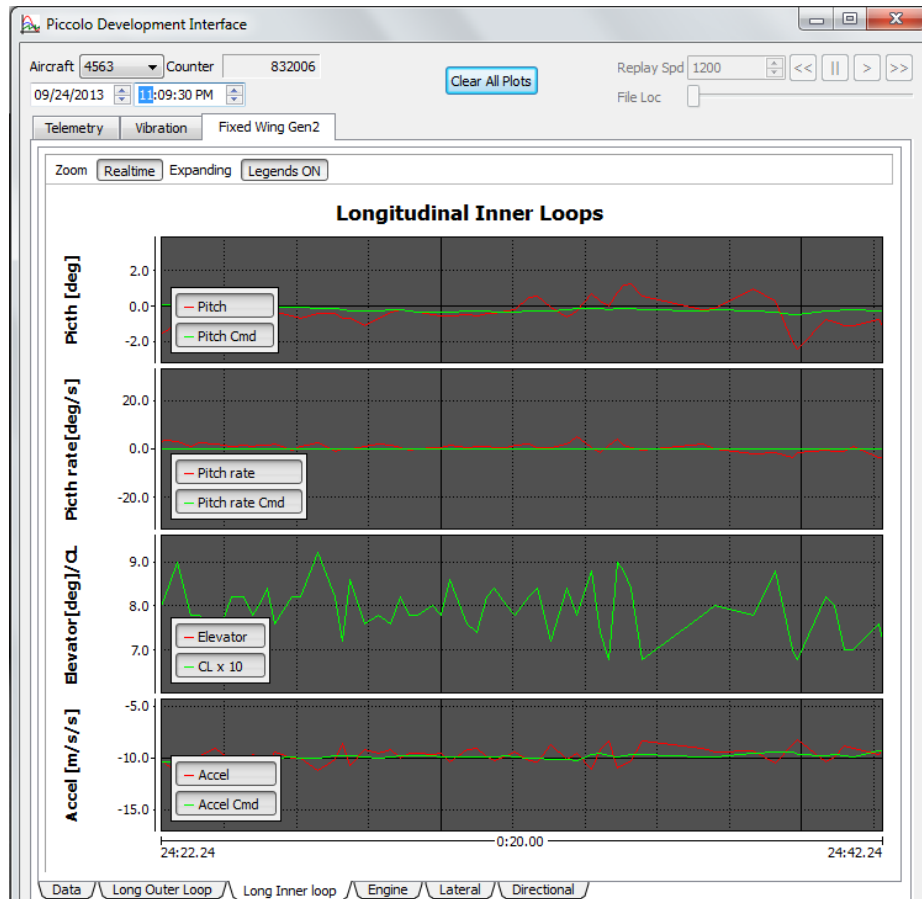 Piccolo Development Interface
Aircraft 4563 Counter 832006 Clear All Plots Replay Spd 1200 << || > >>
09/24/2013 11:09:30 PM File Loc
Telemetry Vibration Fixed Wing Gen2
Zoom Realtime Expanding Legends ON
Longitudinal Inner Loops
Picth [deg]
2.0
0.0
-2.0
Pitch
Pitch Cmd
Picth rate[deg/s]
20.0
0.0
-20.0
Pitch rate
Pitch rate Cmd
Elevator[deg]/CL
9.0
8.0
7.0
Elevator
CL x 10
Accel [m/s/s]
-5.0
-10.0
-15.0
Accel
Accel Cmd
0:20.00
24:22.24 24:42.24
Data Long Outer Loop Long Inner loop Engine Lateral Directional